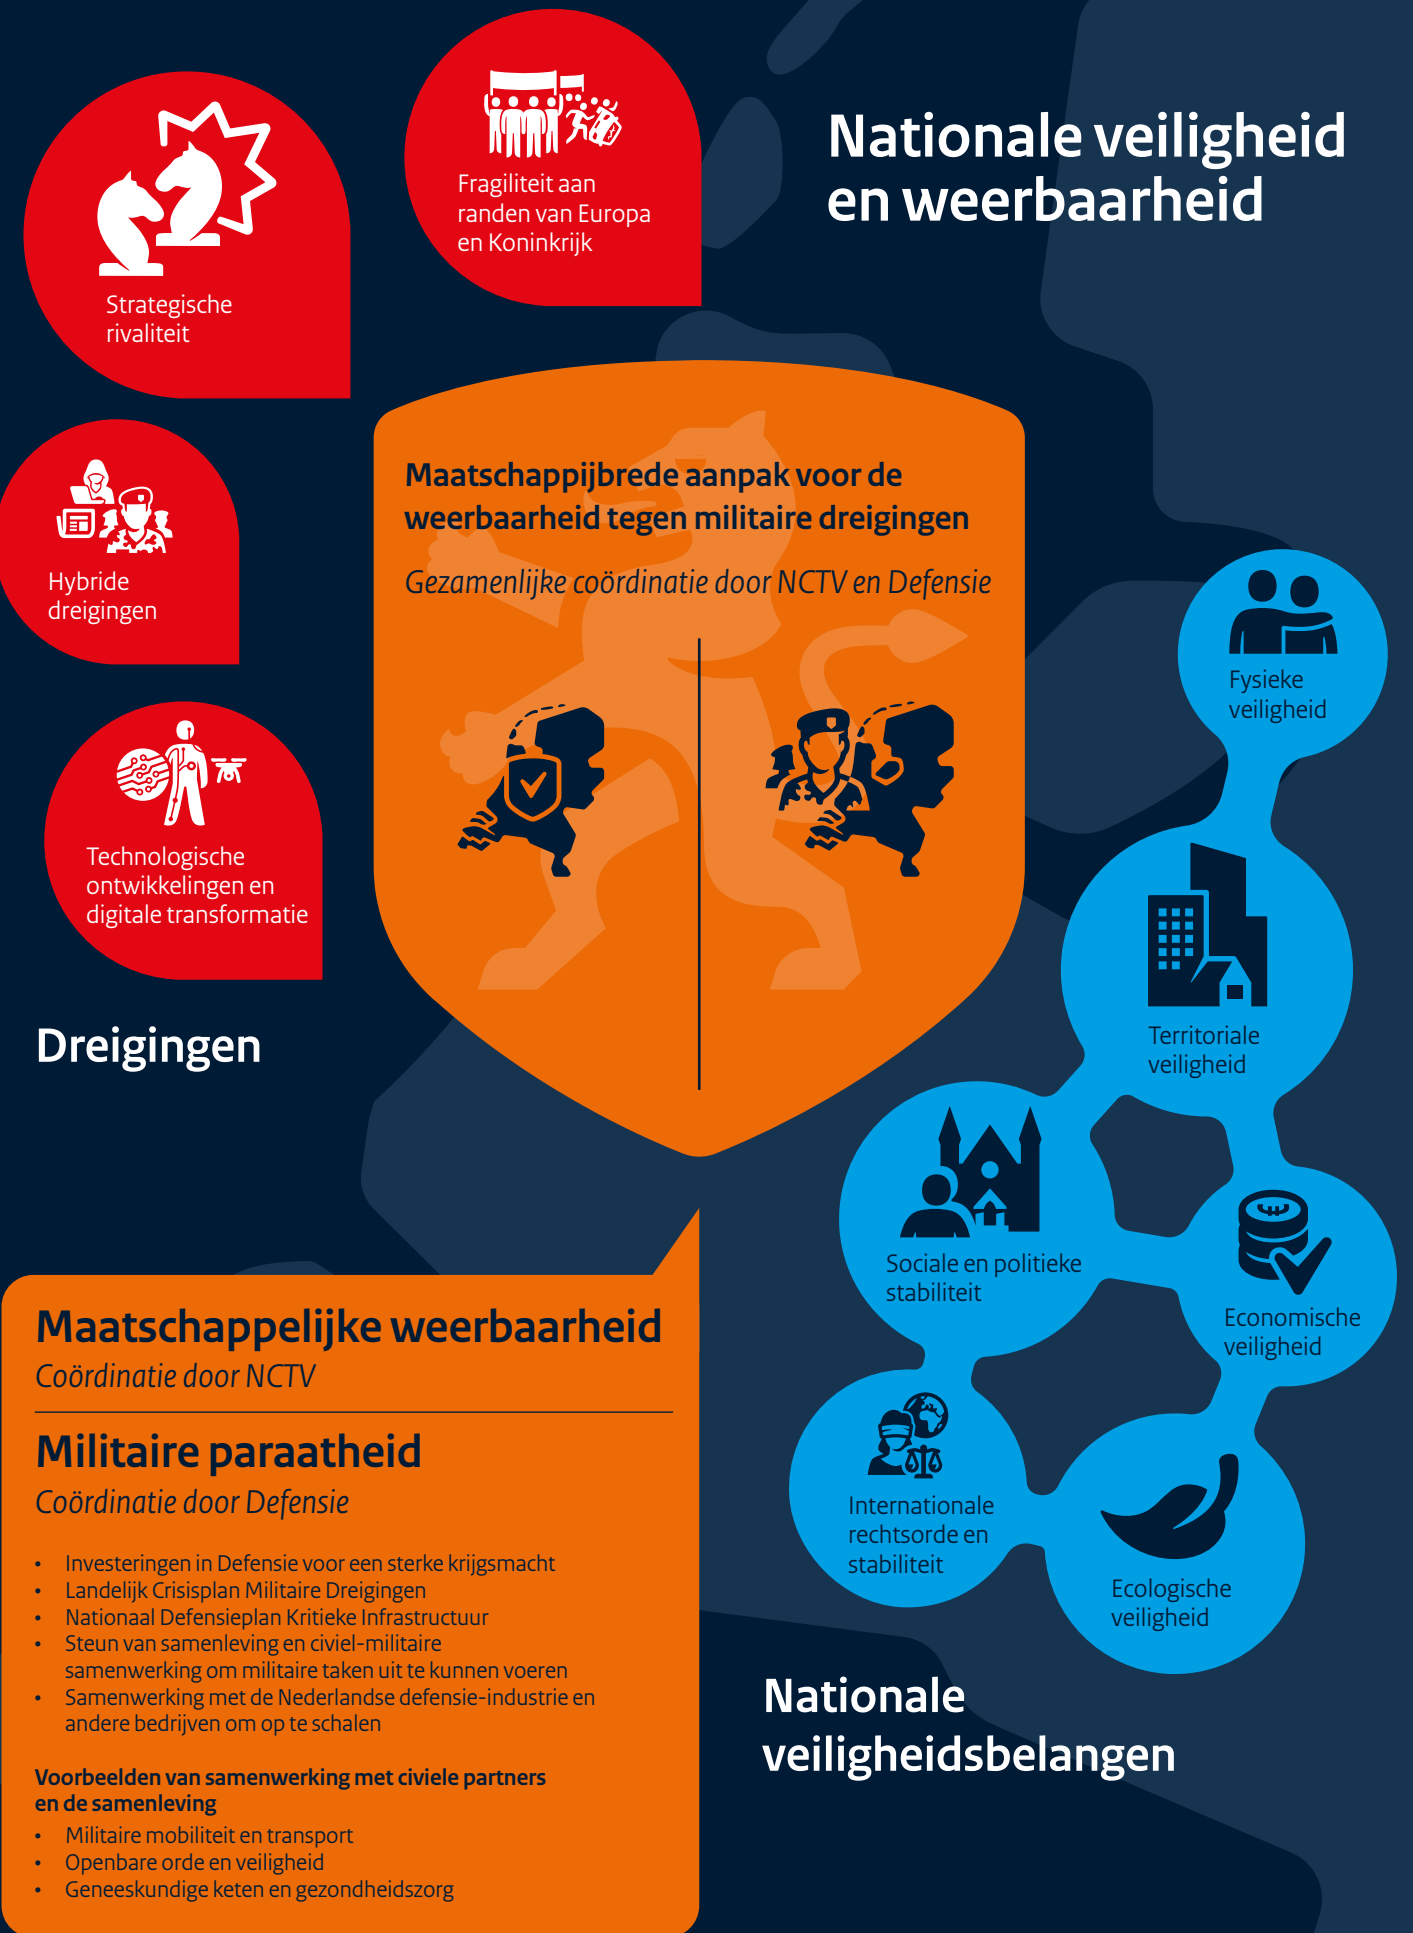 Nationale veiligheid
en weerbaarheid
Fragiliteit aan
randen van Europa
en Koninkrijk
Strategische
rivaliteit
Hybride
dreigingen
Technologische
ontwikkelingen en
digitale transformatie
Dreigingen
Maatschappijbrede aanpak voor de
weerbaarheid tegen militaire dreigingen
Gezamenlijke coördinatie door NCTV en Defensie
Fysieke
veiligheid
Territoriale
veiligheid
Sociale en politieke
stabiliteit
Economische
veiligheid
Internationale
rechtsorde en
stabiliteit
Ecologische
veiligheid
Nationale
veiligheidsbelangen
Maatschappelijke weerbaarheid
Coördinatie door NCTV
Militaire paraatheid
Coördinatie door Defensie
• Investeringen in Defensie voor een sterke krijgsmacht
• Landelijk Crisisplan Militaire Dreigingen
• Nationaal Defensieplan Kritieke Infrastructuur
• Steun van samenleving en civiel-militaire
samenwerking om militaire taken uit te kunnen voeren
• Samenwerking met de Nederlandse defensie-industrie en
andere bedrijven om op te schalen
Voorbeelden van samenwerking met civiele partners
en de samenleving
• Militaire mobiliteit en transport
• Openbare orde en veiligheid
• Geneeskundige keten en gezondheidszorg